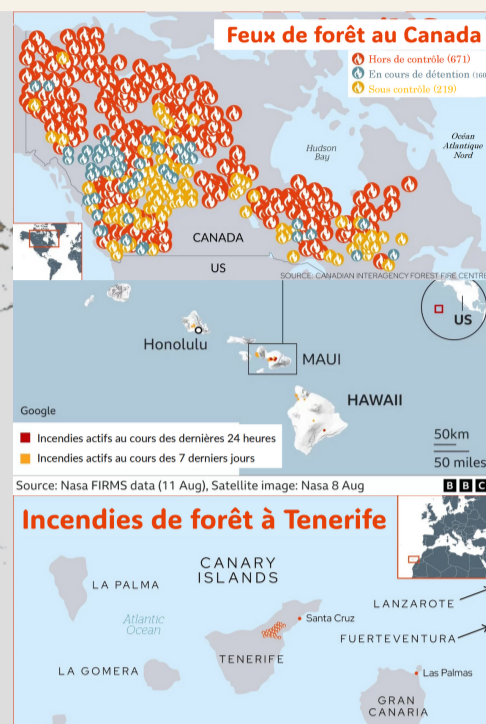 Feux de forêt au Canada
Hors de contrôle (671)
En cours de détention (160
Sous contrôle (219)
Hudson
Bay
Océan
Atlantique
Nord
CANADA
US
SOURCE: CANADIAN INTERAGENCY FOREST FIRE CENTRE
US
Honolulu
MAUI
HAWAII
Google
Incendies actifs au cours des dernières 24 heures
Incendies actifs au cours des 7 derniers jours
50km
50 miles
Source: Nasa FIRMS data (11 Aug), Satellite image: Nasa 8 Aug
BBC
Incendies de forêt à Tenerife
CANARY
ISLANDS
LA PALMA
LANZAROTE
Atlantic
Ocean
Santa Cruz
FUERTEVENTURA
TENERIFE
LA GOMERA
Las Palmas
GRAN
CANARIA